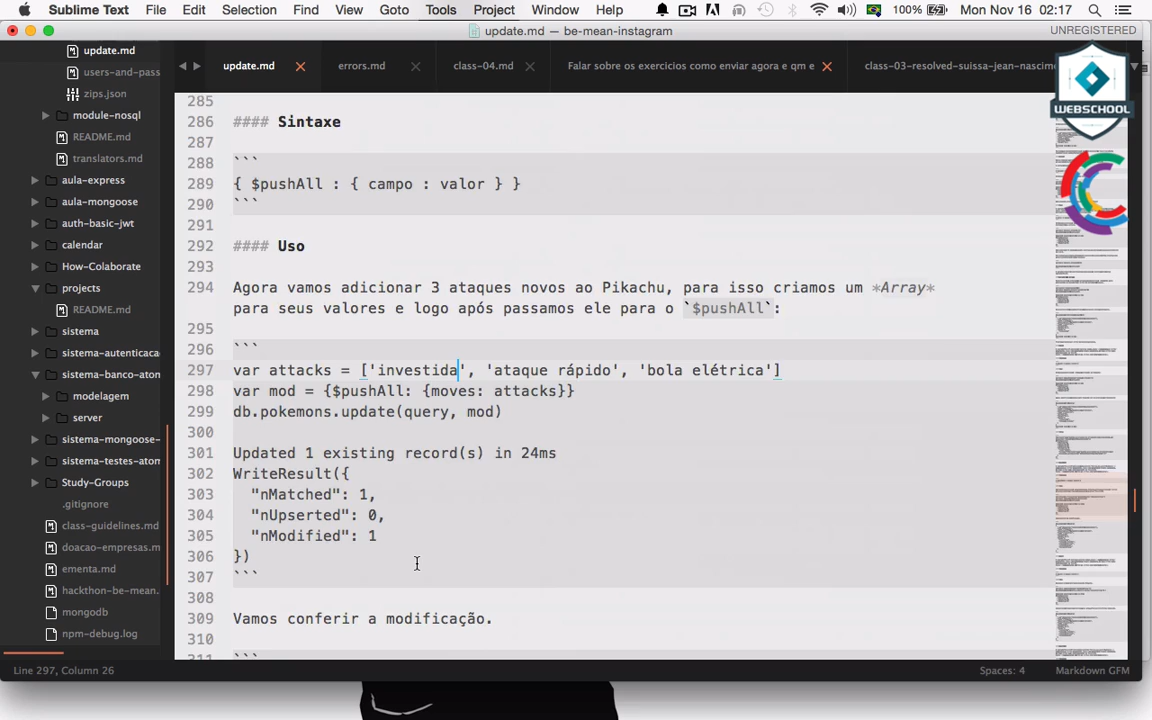 Sublime Text File Edit Selection Find View Goto Tools Project Window Help 100% Mon Nov 16 02:17
update.md — be-mean-instagram UNREGISTERED
update.md errors.md class-04.md Falar sobre os exercicios como enviar agora e qm e class-03-resolved-suissa-jean-nascime
WEBSCHOOL
update.md
users-and-pass
zips.json
module-nosql
README.md
translators.md
aula-express
aula-mongoose
auth-basic-jwt
calendar
How-Colaborate
projects
README.md
sistema
sistema-autenticaca
sistema-banco-aton
modelagem
server
sistema-mongoose-
sistema-testes-atom
Study-Groups
.gitignore
class-guidelines.md
doacao-empresas.m
ementa.md
hackthon-be-mean.
mongodb
npm-debug.log
285
286 #### Sintaxe
287
288 ```
289 { $pushAll : { campo : valor } }
290 ```
291
292 #### Uso
293
294 Agora vamos adicionar 3 ataques novos ao Pikachu, para isso criamos um *Array*
para seus valores e logo após passamos ele para o `$pushAll`:
295
296 ```
297 var attacks = ['investida', 'ataque rápido', 'bola elétrica']
298 var mod = {$pushAll: {moves: attacks}}
299 db.pokemons.update(query, mod)
300
301 Updated 1 existing record(s) in 24ms
302 WriteResult({
303 "nMatched": 1,
304 "nUpserted": 0,
305 "nModified": 1
306 })
307 ```
308
309 Vamos conferir a modificação.
310
311 ```
Line 297, Column 26 Spaces: 4 Markdown GFM